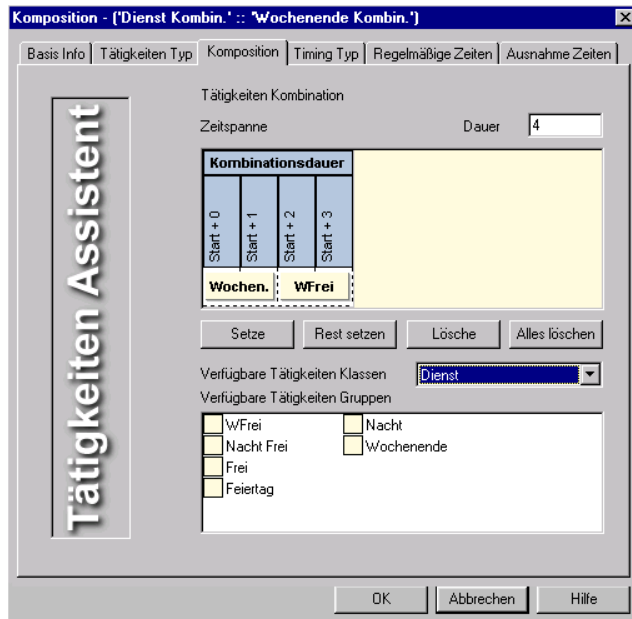 Komposition - ('Dienst Kombin.' :: 'Wochenende Kombin.')
Basis Info Tätigkeiten Typ Komposition Timing Typ Regelmäßige Zeiten Ausnahme Zeiten
Tätigkeiten Assistent
Tätigkeiten Kombination
Zeitspanne Dauer 4
Kombinationsdauer
Start + 0 Start + 1 Start + 2 Start + 3
Wochen. WFrei
Setze Rest setzen Lösche Alles löschen
Verfügbare Tätigkeiten Klassen Dienst
Verfügbare Tätigkeiten Gruppen
WFrei Nacht
Nacht Frei Wochenende
Frei
Feiertag
OK Abbrechen Hilfe